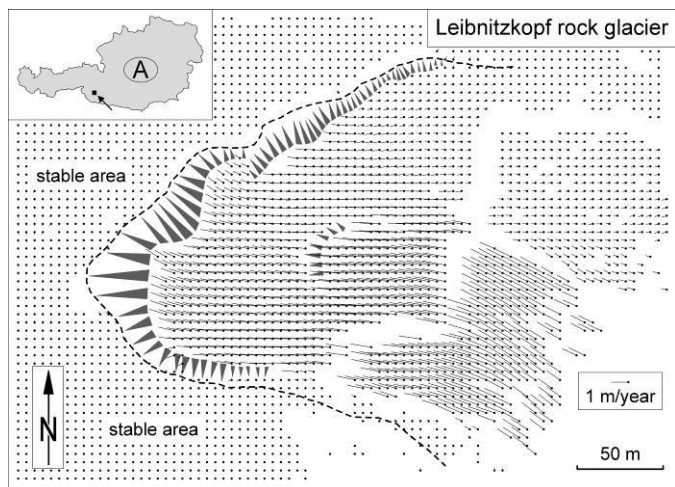 Leibnitzkopf rock glacier
A
stable area
N
stable area
1 m/year
50 m